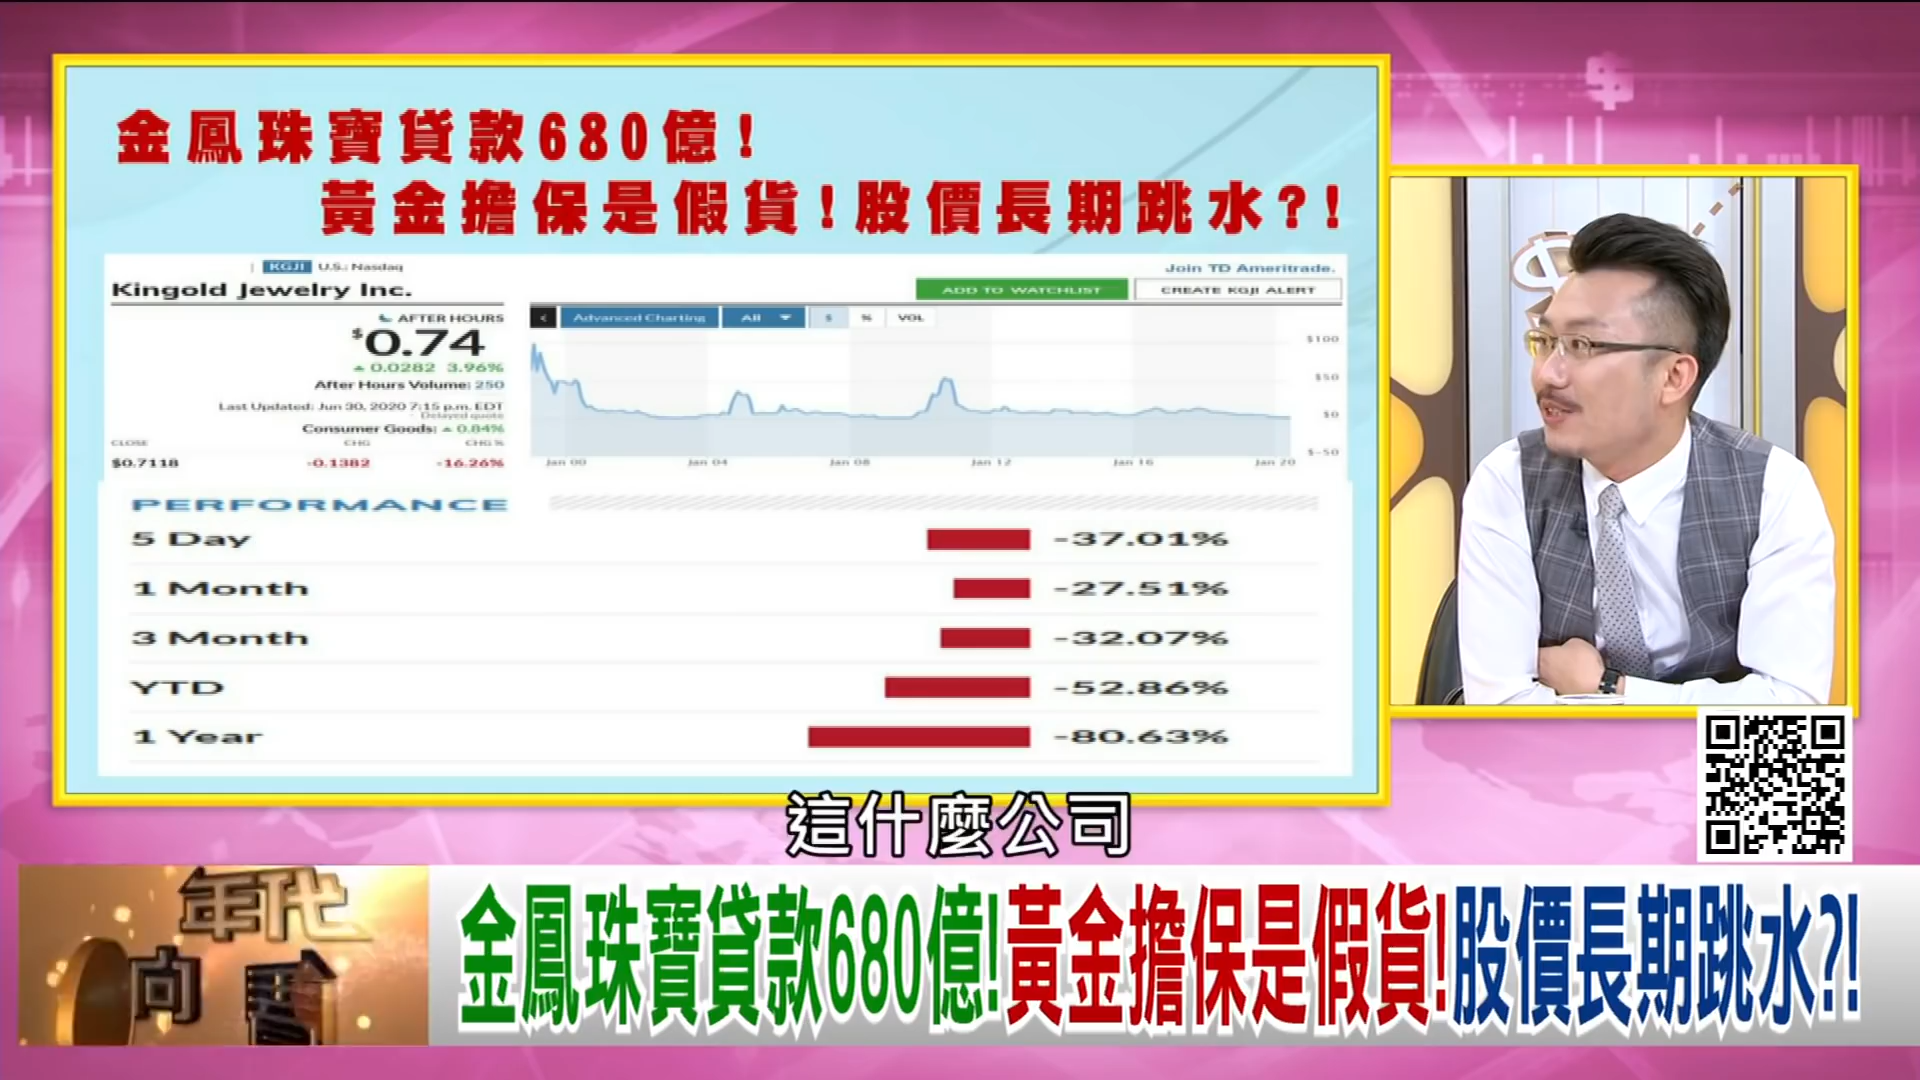 金鳳珠寶貸款680億!
黃金擔保是假貨!股價長期跳水?!
KGJI U.S.: Nasdaq
Kingold Jewelry Inc.
Join TD Ameritrade.
ADD TO WATCHLIST
CREATE KGJI ALERT
AFTER HOURS
$0.74
0.0282 3.96%
After Hours Volume: 250
Last Updated: Jun 30, 2020 7:15 p.m. EDT
Delayed quote
Consumer Goods: 0.84%
CLOSE CHG CHG %
$0.7118 -0.1382 -16.26%
< Advanced Charting All $ % VOL
$100
$50
$0
$-50
Jan 00 Jan 04 Jan 08 Jan 12 Jan 16 Jan 20
PERFORMANCE
5 Day -37.01%
1 Month -27.51%
3 Month -32.07%
YTD -52.86%
1 Year -80.63%
這什麼公司
年代
向
金鳳珠寶貸款680億!黃金擔保是假貨!股價長期跳水?!